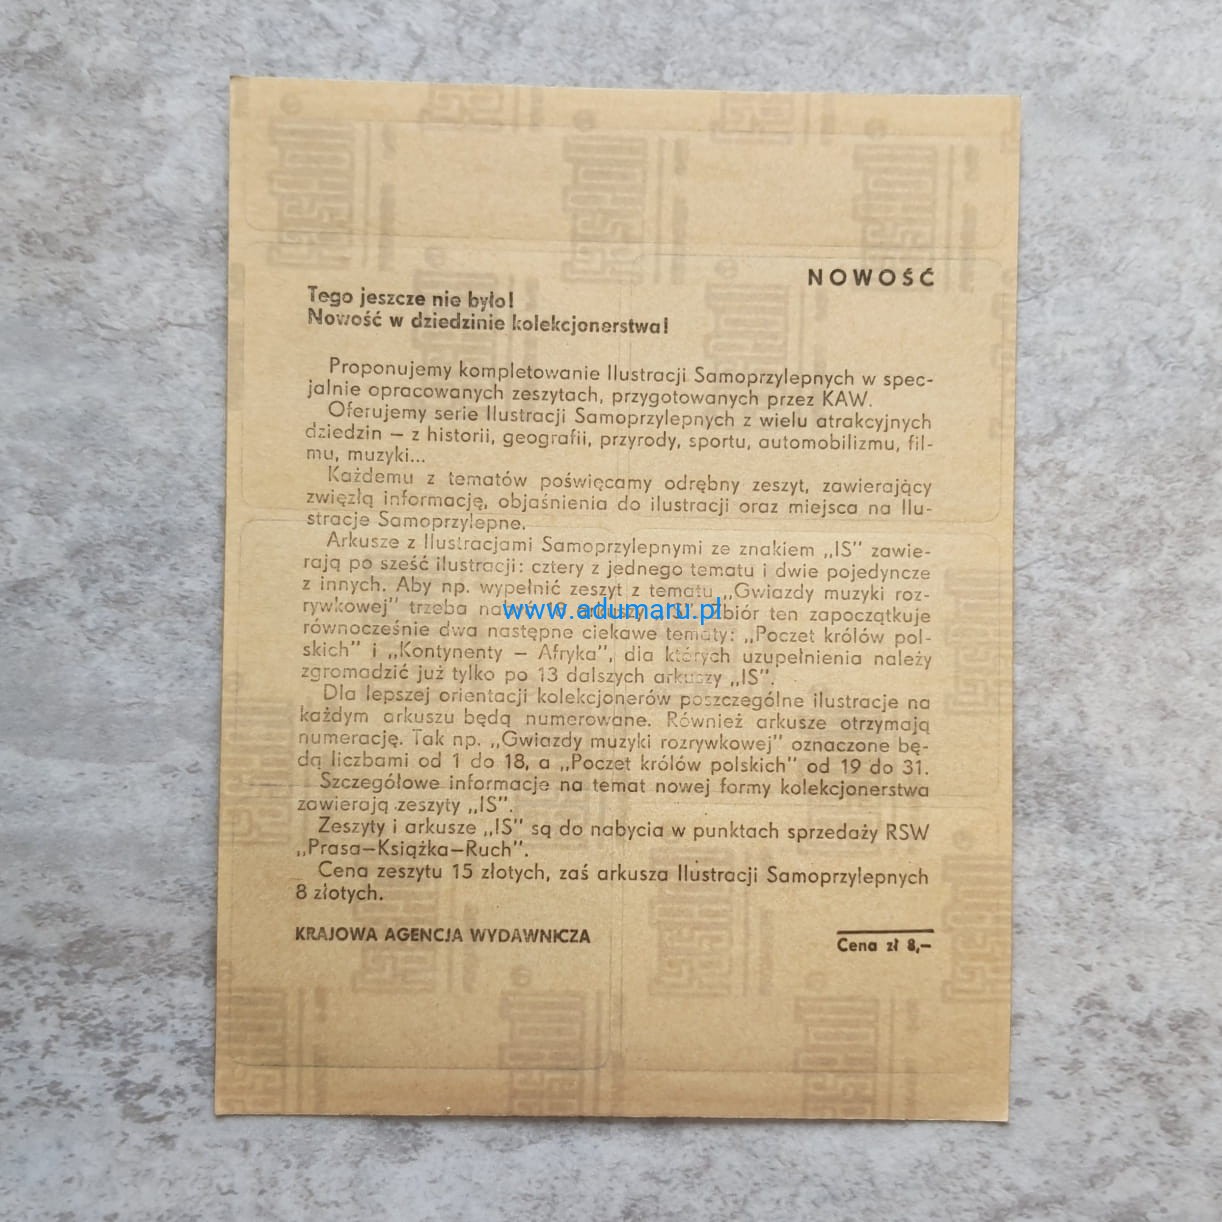 NOWOŚĆ
Tego jeszcze nie było!
Nowość w dziedzinie kolekcjonerstwa!
Proponujemy kompletowanie Ilustracji Samoprzylepnych w spec-
jalnie opracowanych zeszytach, przygotowanych przez KAW.
Oferujemy serie Ilustracji Samoprzylepnych z wielu atrakcyjnych
dziedzin – z historii, geografii, przyrody, sportu, automobilizmu, fil-
mu, muzyki...
Każdemu z tematów poświęcamy odrębny zeszyt, zawierający
zwięzłą informację, objaśnienia do ilustracji oraz miejsca na Ilu-
stracje Samoprzylepne.
Arkusze z Ilustracjami Samoprzylepnymi ze znakiem „IS” zawie-
rają po sześć ilustracji: cztery z jednego tematu i dwie pojedyncze
z innych. Aby np. wypełnić zeszyt z tematu „Gwiazdy muzyki roz-
rywkowej” trzeba arkuszy zbiór ten zapoczątkuje
www.adumaru.pl
równocześnie dwa następne ciekawe tematy: „Poczet królów pol-
skich” i „Kontynenty – Afryka”, dla których uzupełnienia należy
zgromadzić już tylko po 13 dalszych arkuszy „IS”.
Dla lepszej orientacji kolekcjonerów poszczególne ilustracje na
każdym arkuszu będą numerowane. Również arkusze otrzymają
numerację. Tak np. „Gwiazdy muzyki rozrywkowej” oznaczone bę-
dą liczbami od 1 do 18, a „Poczet królów polskich” od 19 do 31.
Szczegółowe informacje na temat nowej formy kolekcjonerstwa
zawierają zeszyty „IS”.
Zeszyty i arkusze „IS” są do nabycia w punktach sprzedaży RSW
„Prasa–Książka–Ruch”.
Cena zeszytu 15 złotych, zaś arkusza Ilustracji Samoprzylepnych
8 złotych.
KRAJOWA AGENCJA WYDAWNICZA
Cena zł 8,–